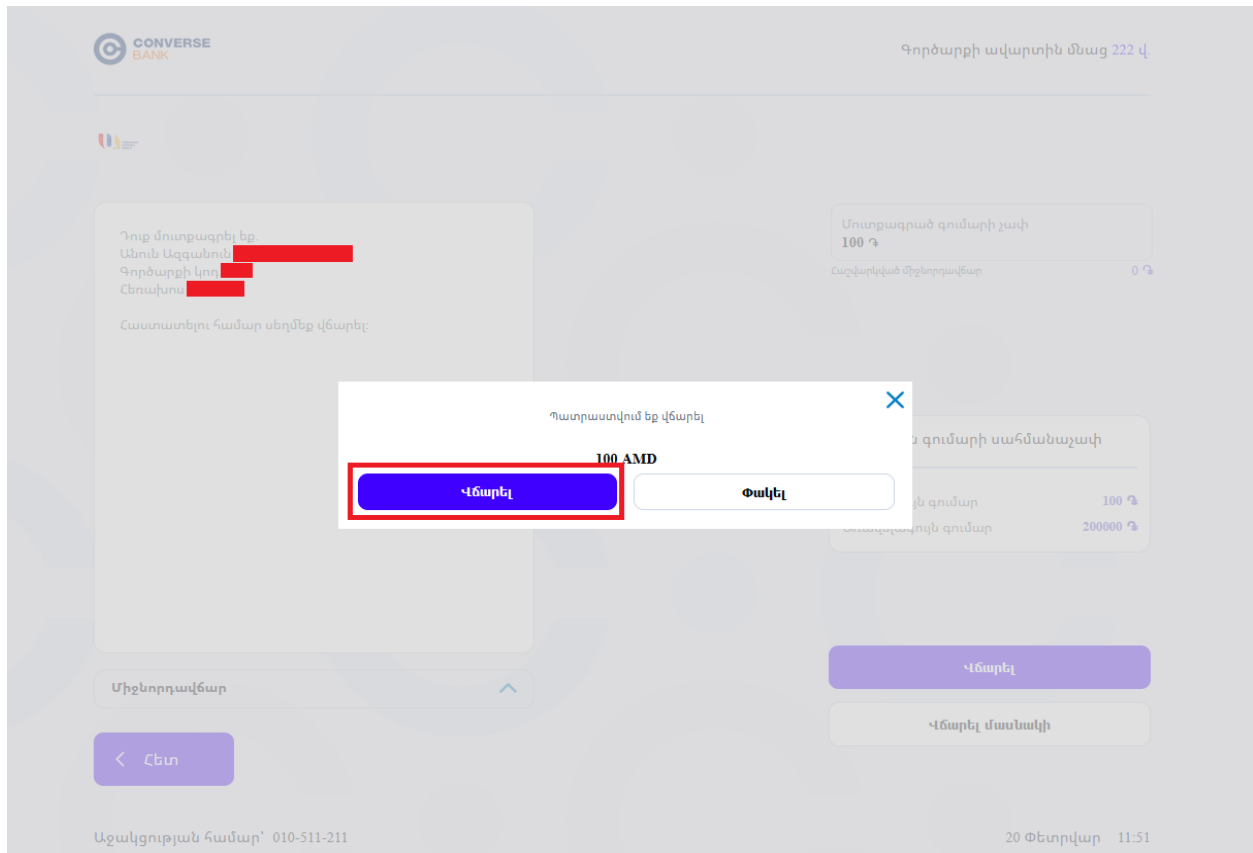 CONVERSE
BANK
Գործարքի ավարտին մնաց 222 վ.
Դուք մուտքագրել եք.
Անուն Ազգանուն
Գործարքի կոդ
Հեռախոս
Հաստատելու համար սեղմեք վճարել:
Մուտքագրած գումարի չափ
100 ֏
Հաշվարկված միջնորդավճար 0 ֏
Պատրաստվում եք վճարել
100 AMD
Վճարել
Փակել
գումարի սահմանաչափ
գումար 100 ֏
Առավելագույն գումար 200000 ֏
Վճարել
Վճարել մասնակի
Միջնորդավճար
Հետ
Աջակցության համար՝ 010-511-211
20 Փետրվար 11:51